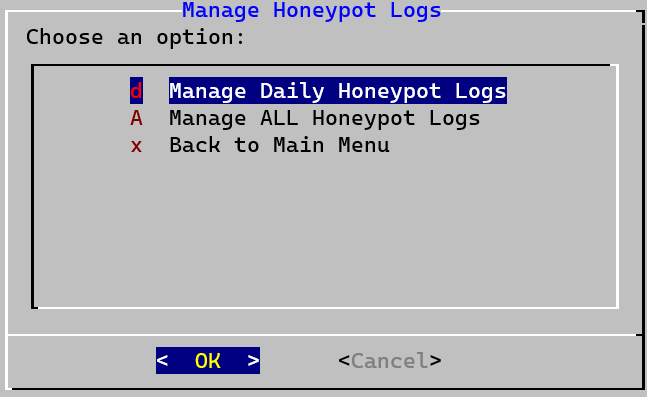 Manage Honeypot Logs
Choose an option:
d Manage Daily Honeypot Logs
A Manage ALL Honeypot Logs
x Back to Main Menu
< OK > <Cancel>